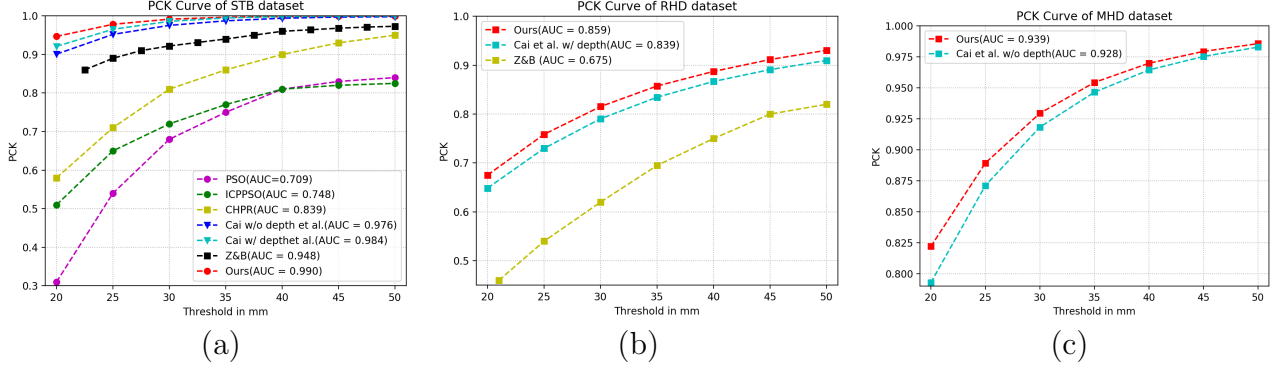 PCK Curve of STB dataset
PCK
1.0
0.9
0.8
0.7
0.6
0.5
0.4
0.3
PSO(AUC=0.709)
ICPPSO(AUC = 0.748)
CHPR(AUC = 0.839)
Cai w/o depth et al.(AUC = 0.976)
Cai w/ depthet al.(AUC = 0.984)
Z&B(AUC = 0.948)
Ours(AUC = 0.990)
20 25 30 35 40 45 50
Threshold in mm
(a)
PCK Curve of RHD dataset
PCK
1.0
0.9
0.8
0.7
0.6
0.5
Ours(AUC = 0.859)
Cai et al. w/ depth(AUC = 0.839)
Z&B (AUC = 0.675)
20 25 30 35 40 45 50
Threshold in mm
(b)
PCK Curve of MHD dataset
PCK
1.000
0.975
0.950
0.925
0.900
0.875
0.850
0.825
0.800
Ours(AUC = 0.939)
Cai et al. w/o depth(AUC = 0.928)
20 25 30 35 40 45 50
Threshold in mm
(c)